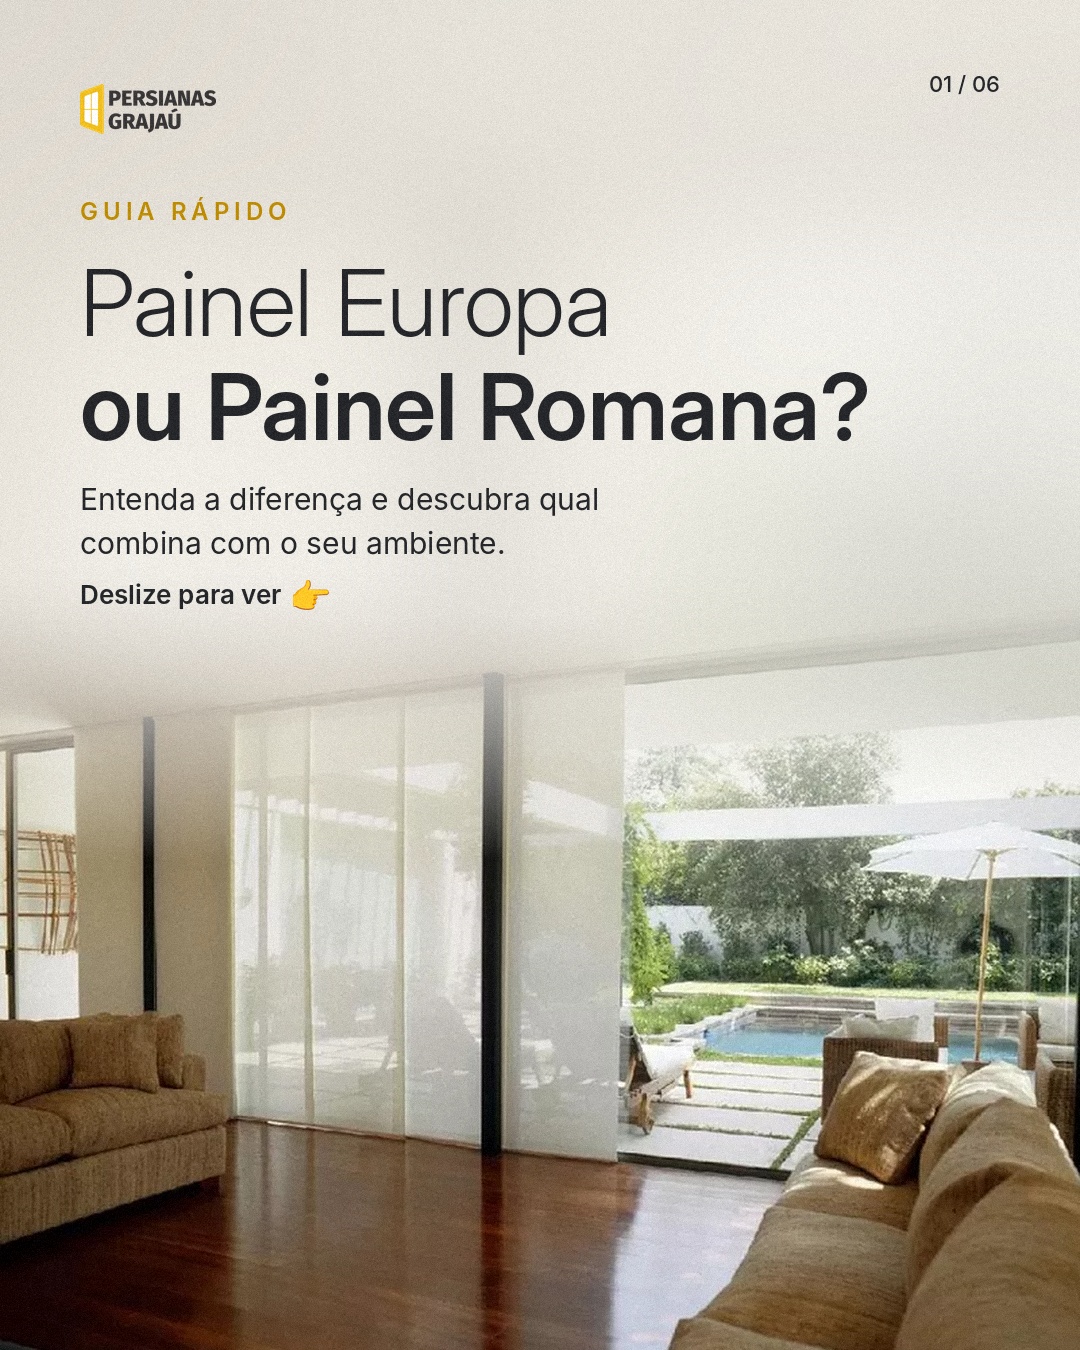 PERSIANAS
GRAJAÚ
01 / 06
GUIA RÁPIDO
Painel Europa
ou Painel Romana?
Entenda a diferença e descubra qual
combina com o seu ambiente.
Deslize para ver 👉